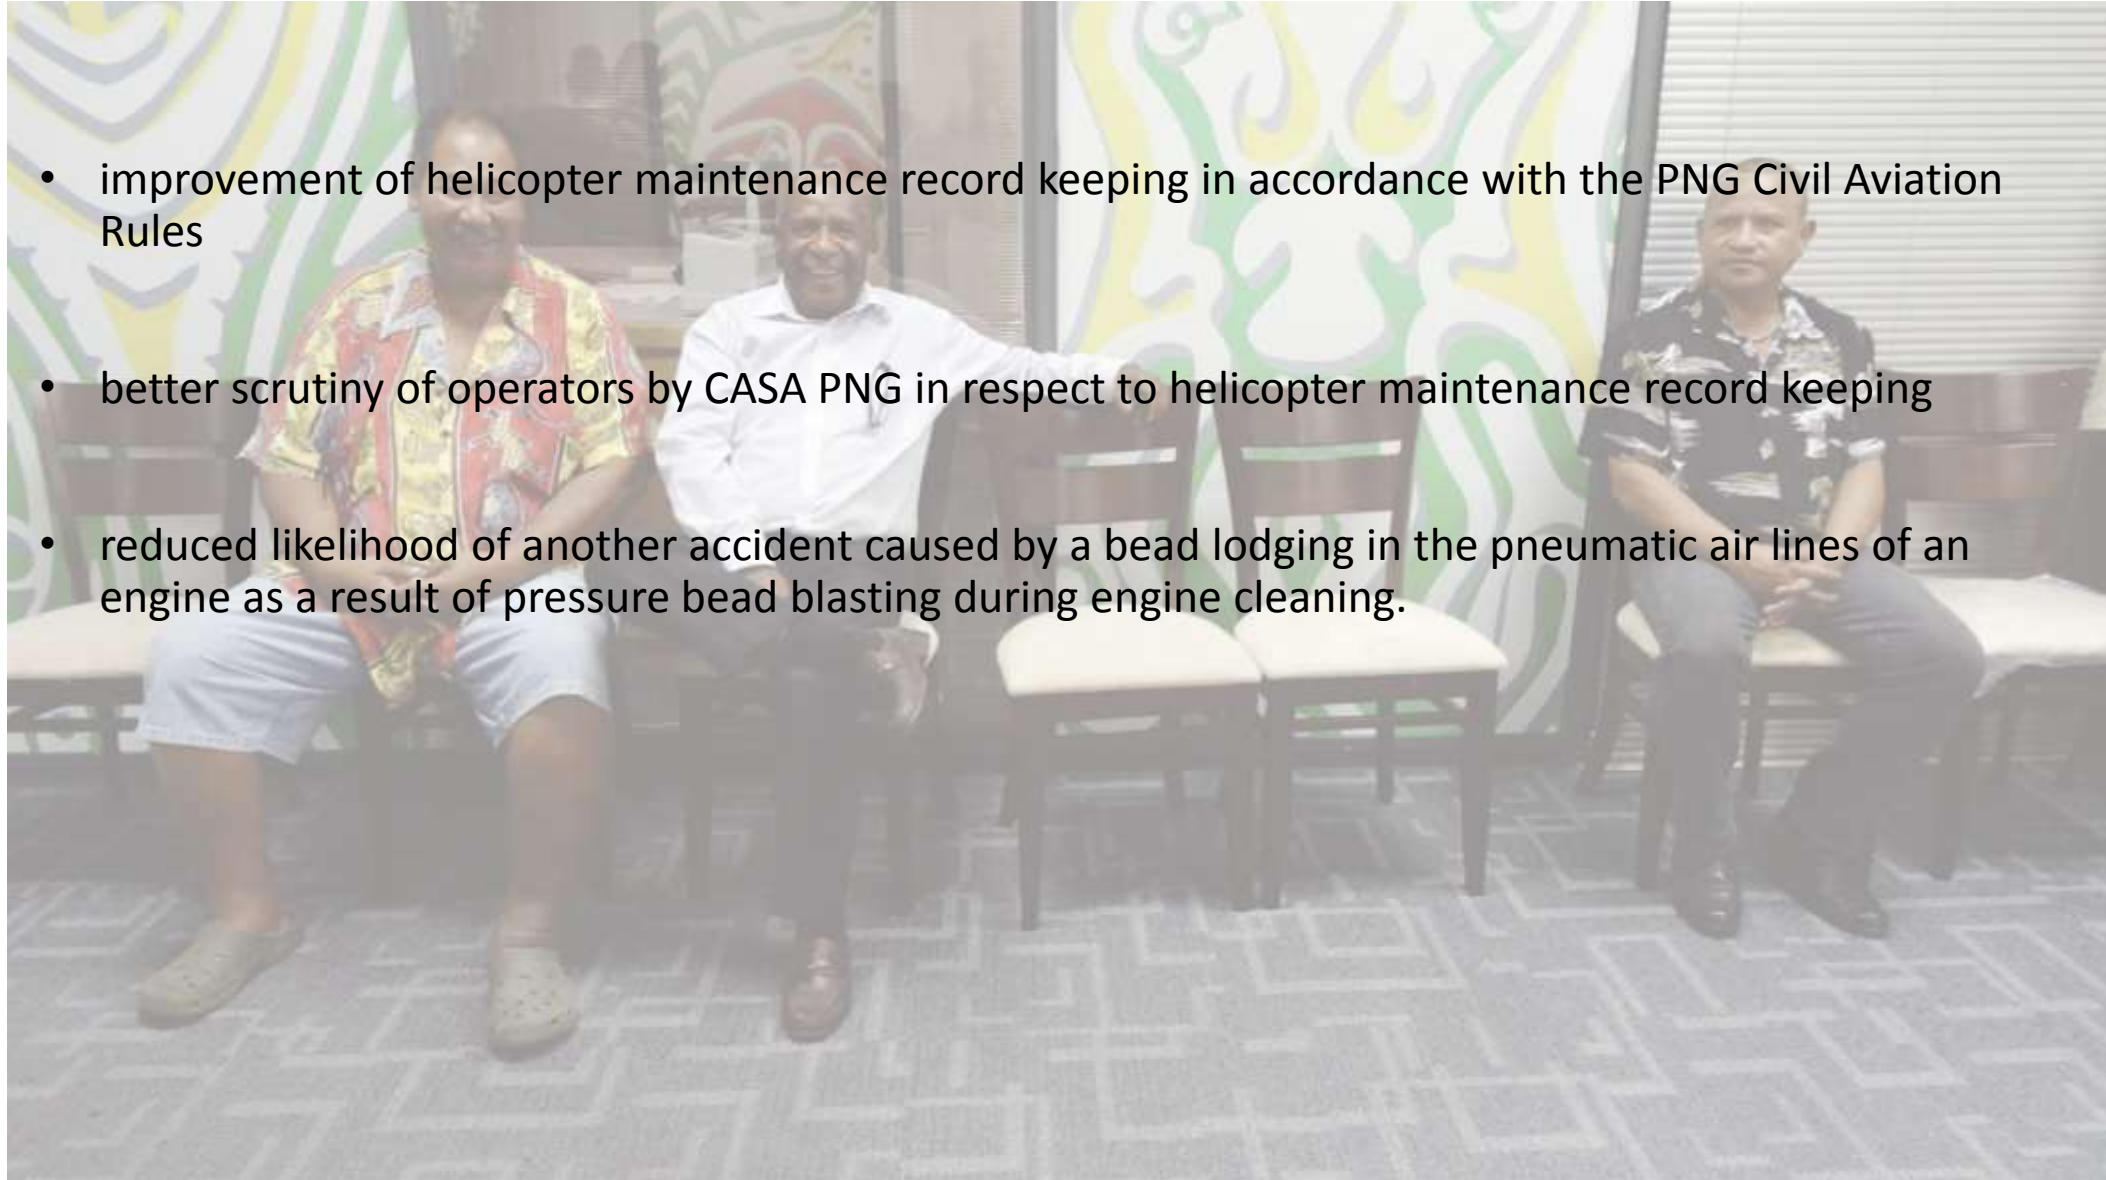 • improvement of helicopter maintenance record keeping in accordance with the PNG Civil Aviation
Rules
• better scrutiny of operators by CASA PNG in respect to helicopter maintenance record keeping
• reduced likelihood of another accident caused by a bead lodging in the pneumatic air lines of an
engine as a result of pressure bead blasting during engine cleaning.